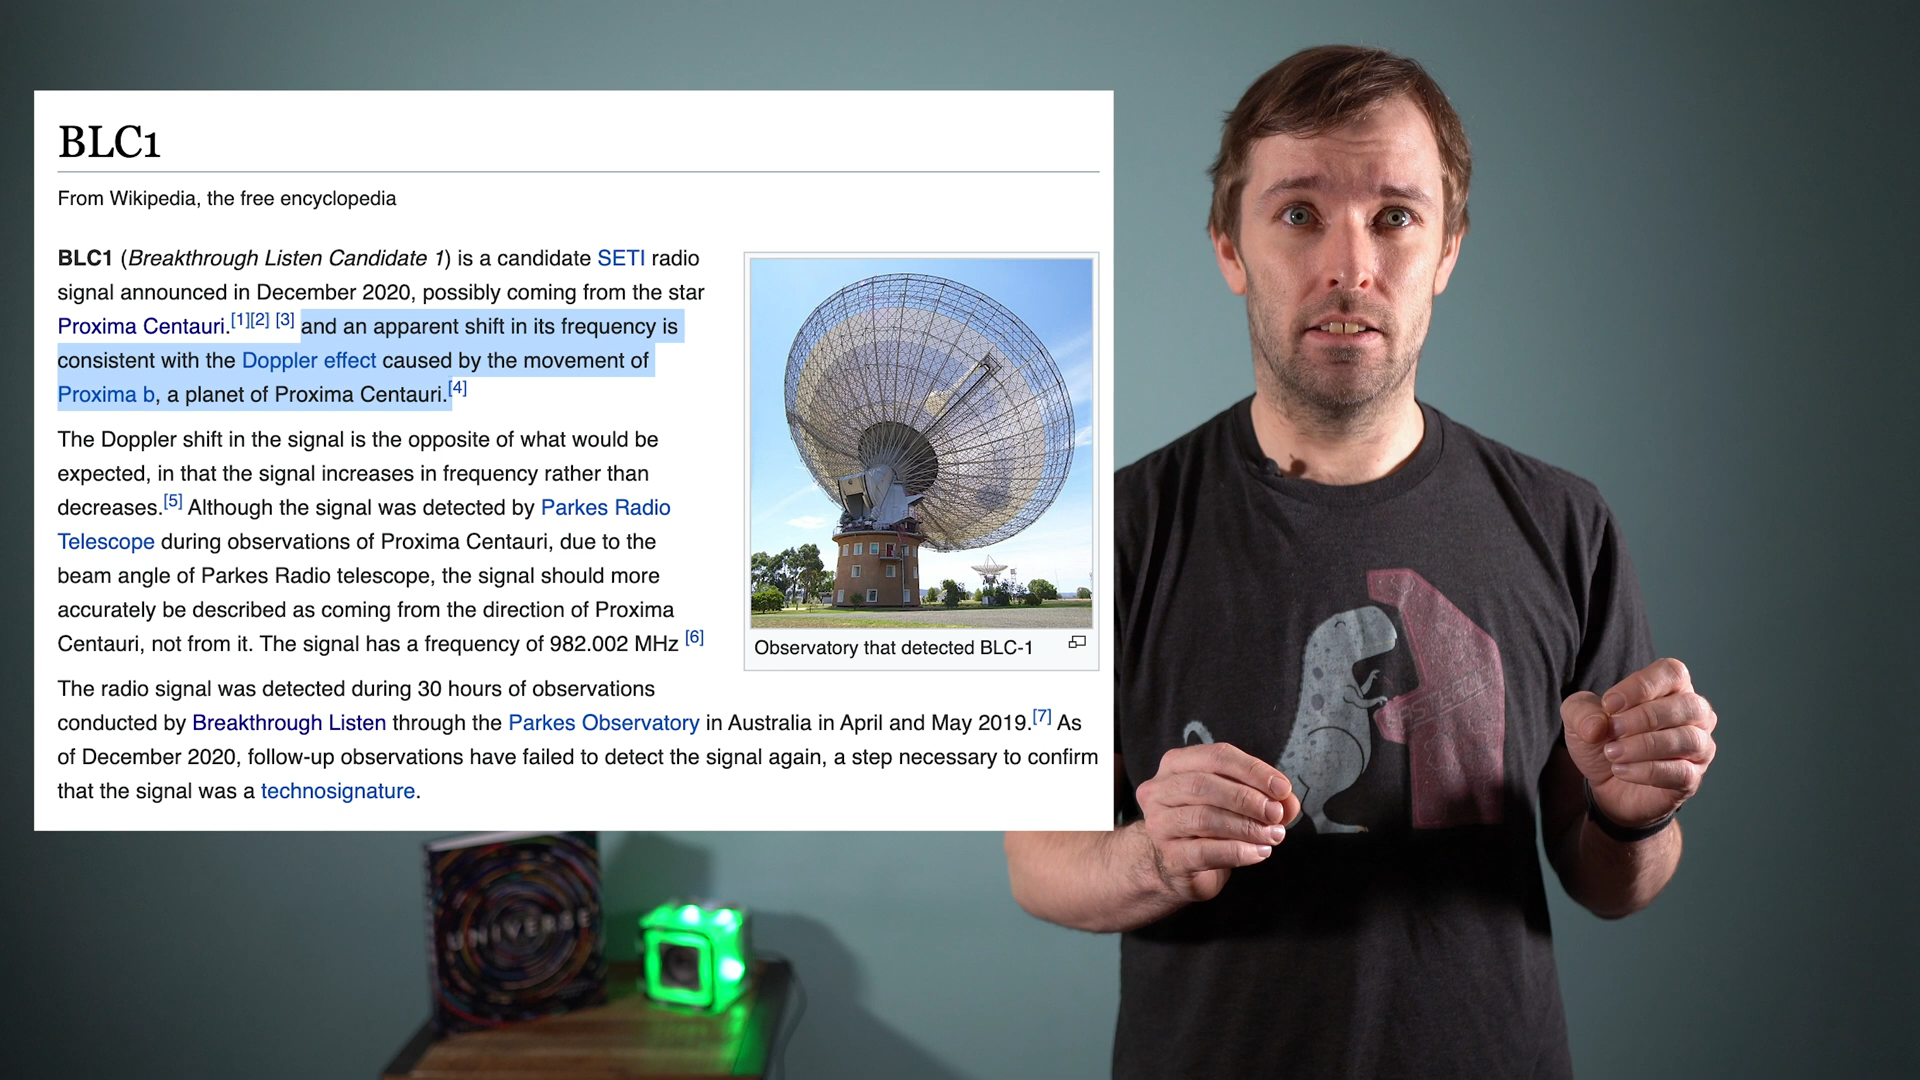 BLC1
From Wikipedia, the free encyclopedia
BLC1 (Breakthrough Listen Candidate 1) is a candidate SETI radio
signal announced in December 2020, possibly coming from the star
Proxima Centauri.[1][2] [3] and an apparent shift in its frequency is
consistent with the Doppler effect caused by the movement of
Proxima b, a planet of Proxima Centauri.[4]
The Doppler shift in the signal is the opposite of what would be
expected, in that the signal increases in frequency rather than
decreases.[5] Although the signal was detected by Parkes Radio
Telescope during observations of Proxima Centauri, due to the
beam angle of Parkes Radio telescope, the signal should more
accurately be described as coming from the direction of Proxima
Centauri, not from it. The signal has a frequency of 982.002 MHz [6]
Observatory that detected BLC-1
The radio signal was detected during 30 hours of observations
conducted by Breakthrough Listen through the Parkes Observatory in Australia in April and May 2019.[7] As
of December 2020, follow-up observations have failed to detect the signal again, a step necessary to confirm
that the signal was a technosignature.
UNIVERSE